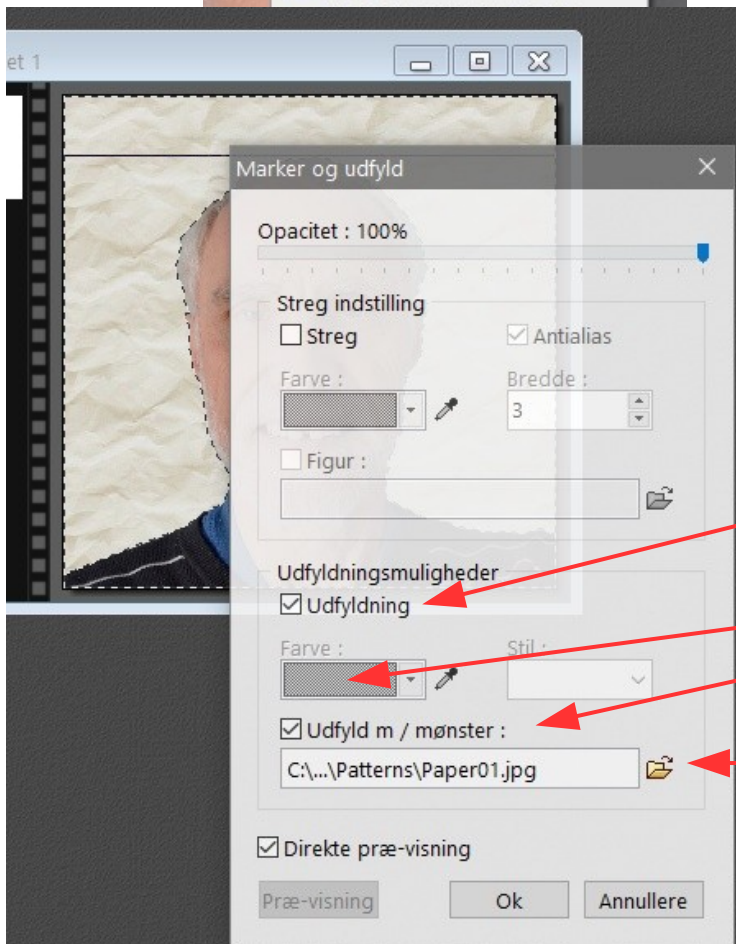 et 1
Marker og udfyld
Opacitet : 100%
Streg indstilling
Streg
Antialias
Farve :
Bredde :
3
Figur :
Udfyldningsmuligheder
Udfyldning
Farve :
Stil :
Udfyld m / mønster :
C:\...\Patterns\Paper01.jpg
Direkte præ-visning
Præ-visning
Ok
Annullere